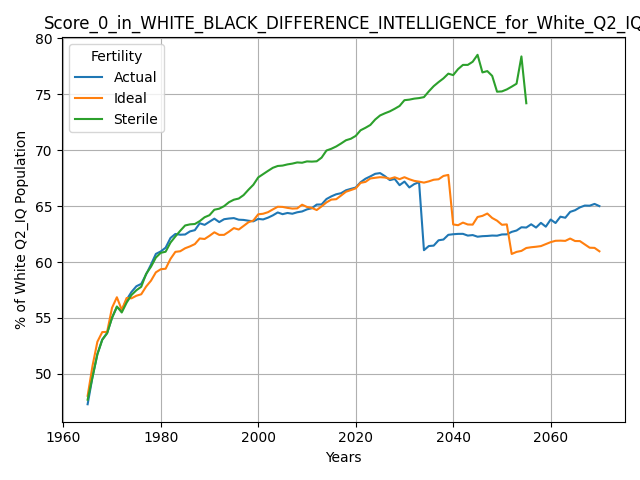 Score_0_in_WHITE_BLACK_DIFFERENCE_INTELLIGENCE_for_White_Q2_IQ
80
75
70
65
60
55
50
% of White Q2_IQ Population
Fertility
Actual
Ideal
Sterile
1960
1980
2000
2020
2040
2060
Years